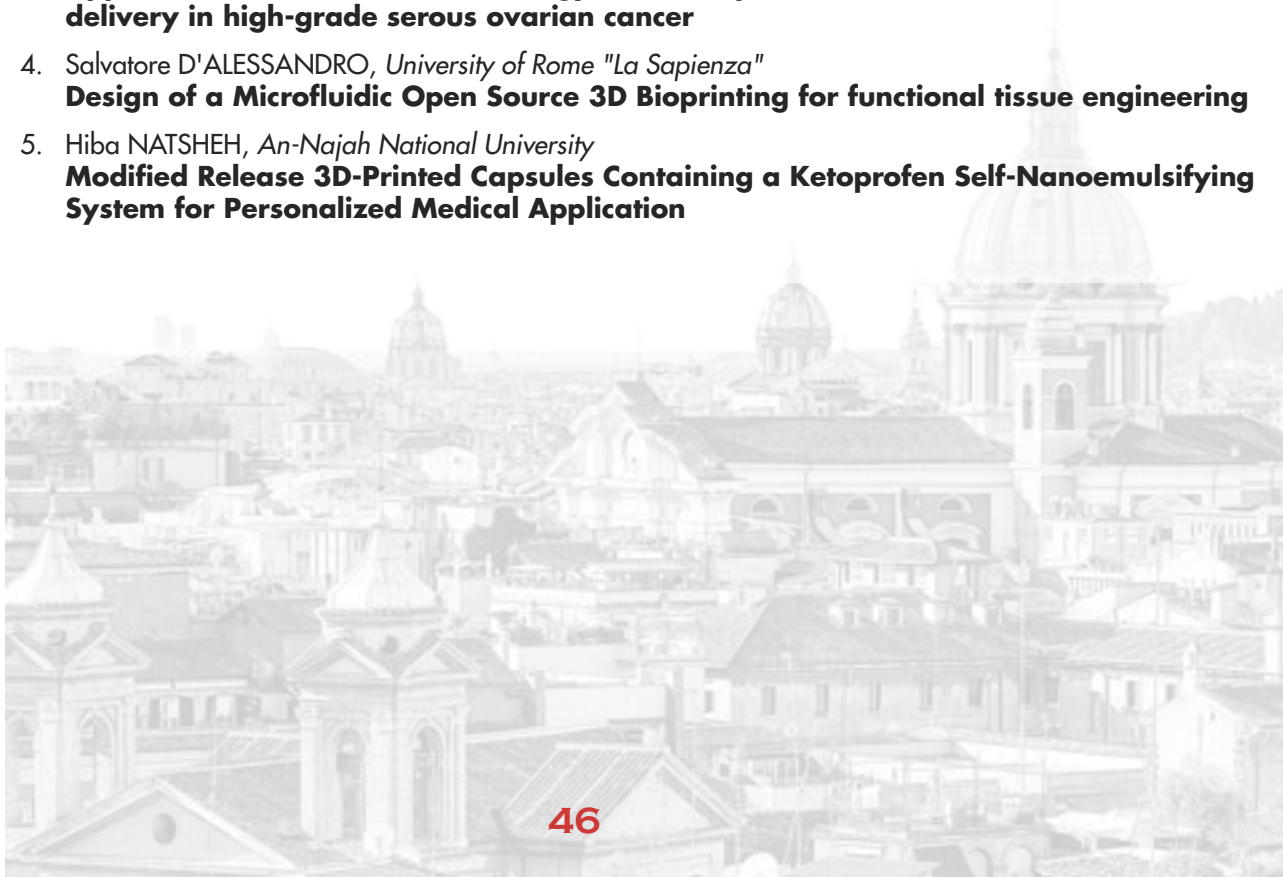 delivery in high-grade serous ovarian cancer
4. Salvatore D'ALESSANDRO, University of Rome "La Sapienza"
Design of a Microfluidic Open Source 3D Bioprinting for functional tissue engineering
5. Hiba NATSHEH, An-Najah National University
Modified Release 3D-Printed Capsules Containing a Ketoprofen Self-Nanoemulsifying
System for Personalized Medical Application
46